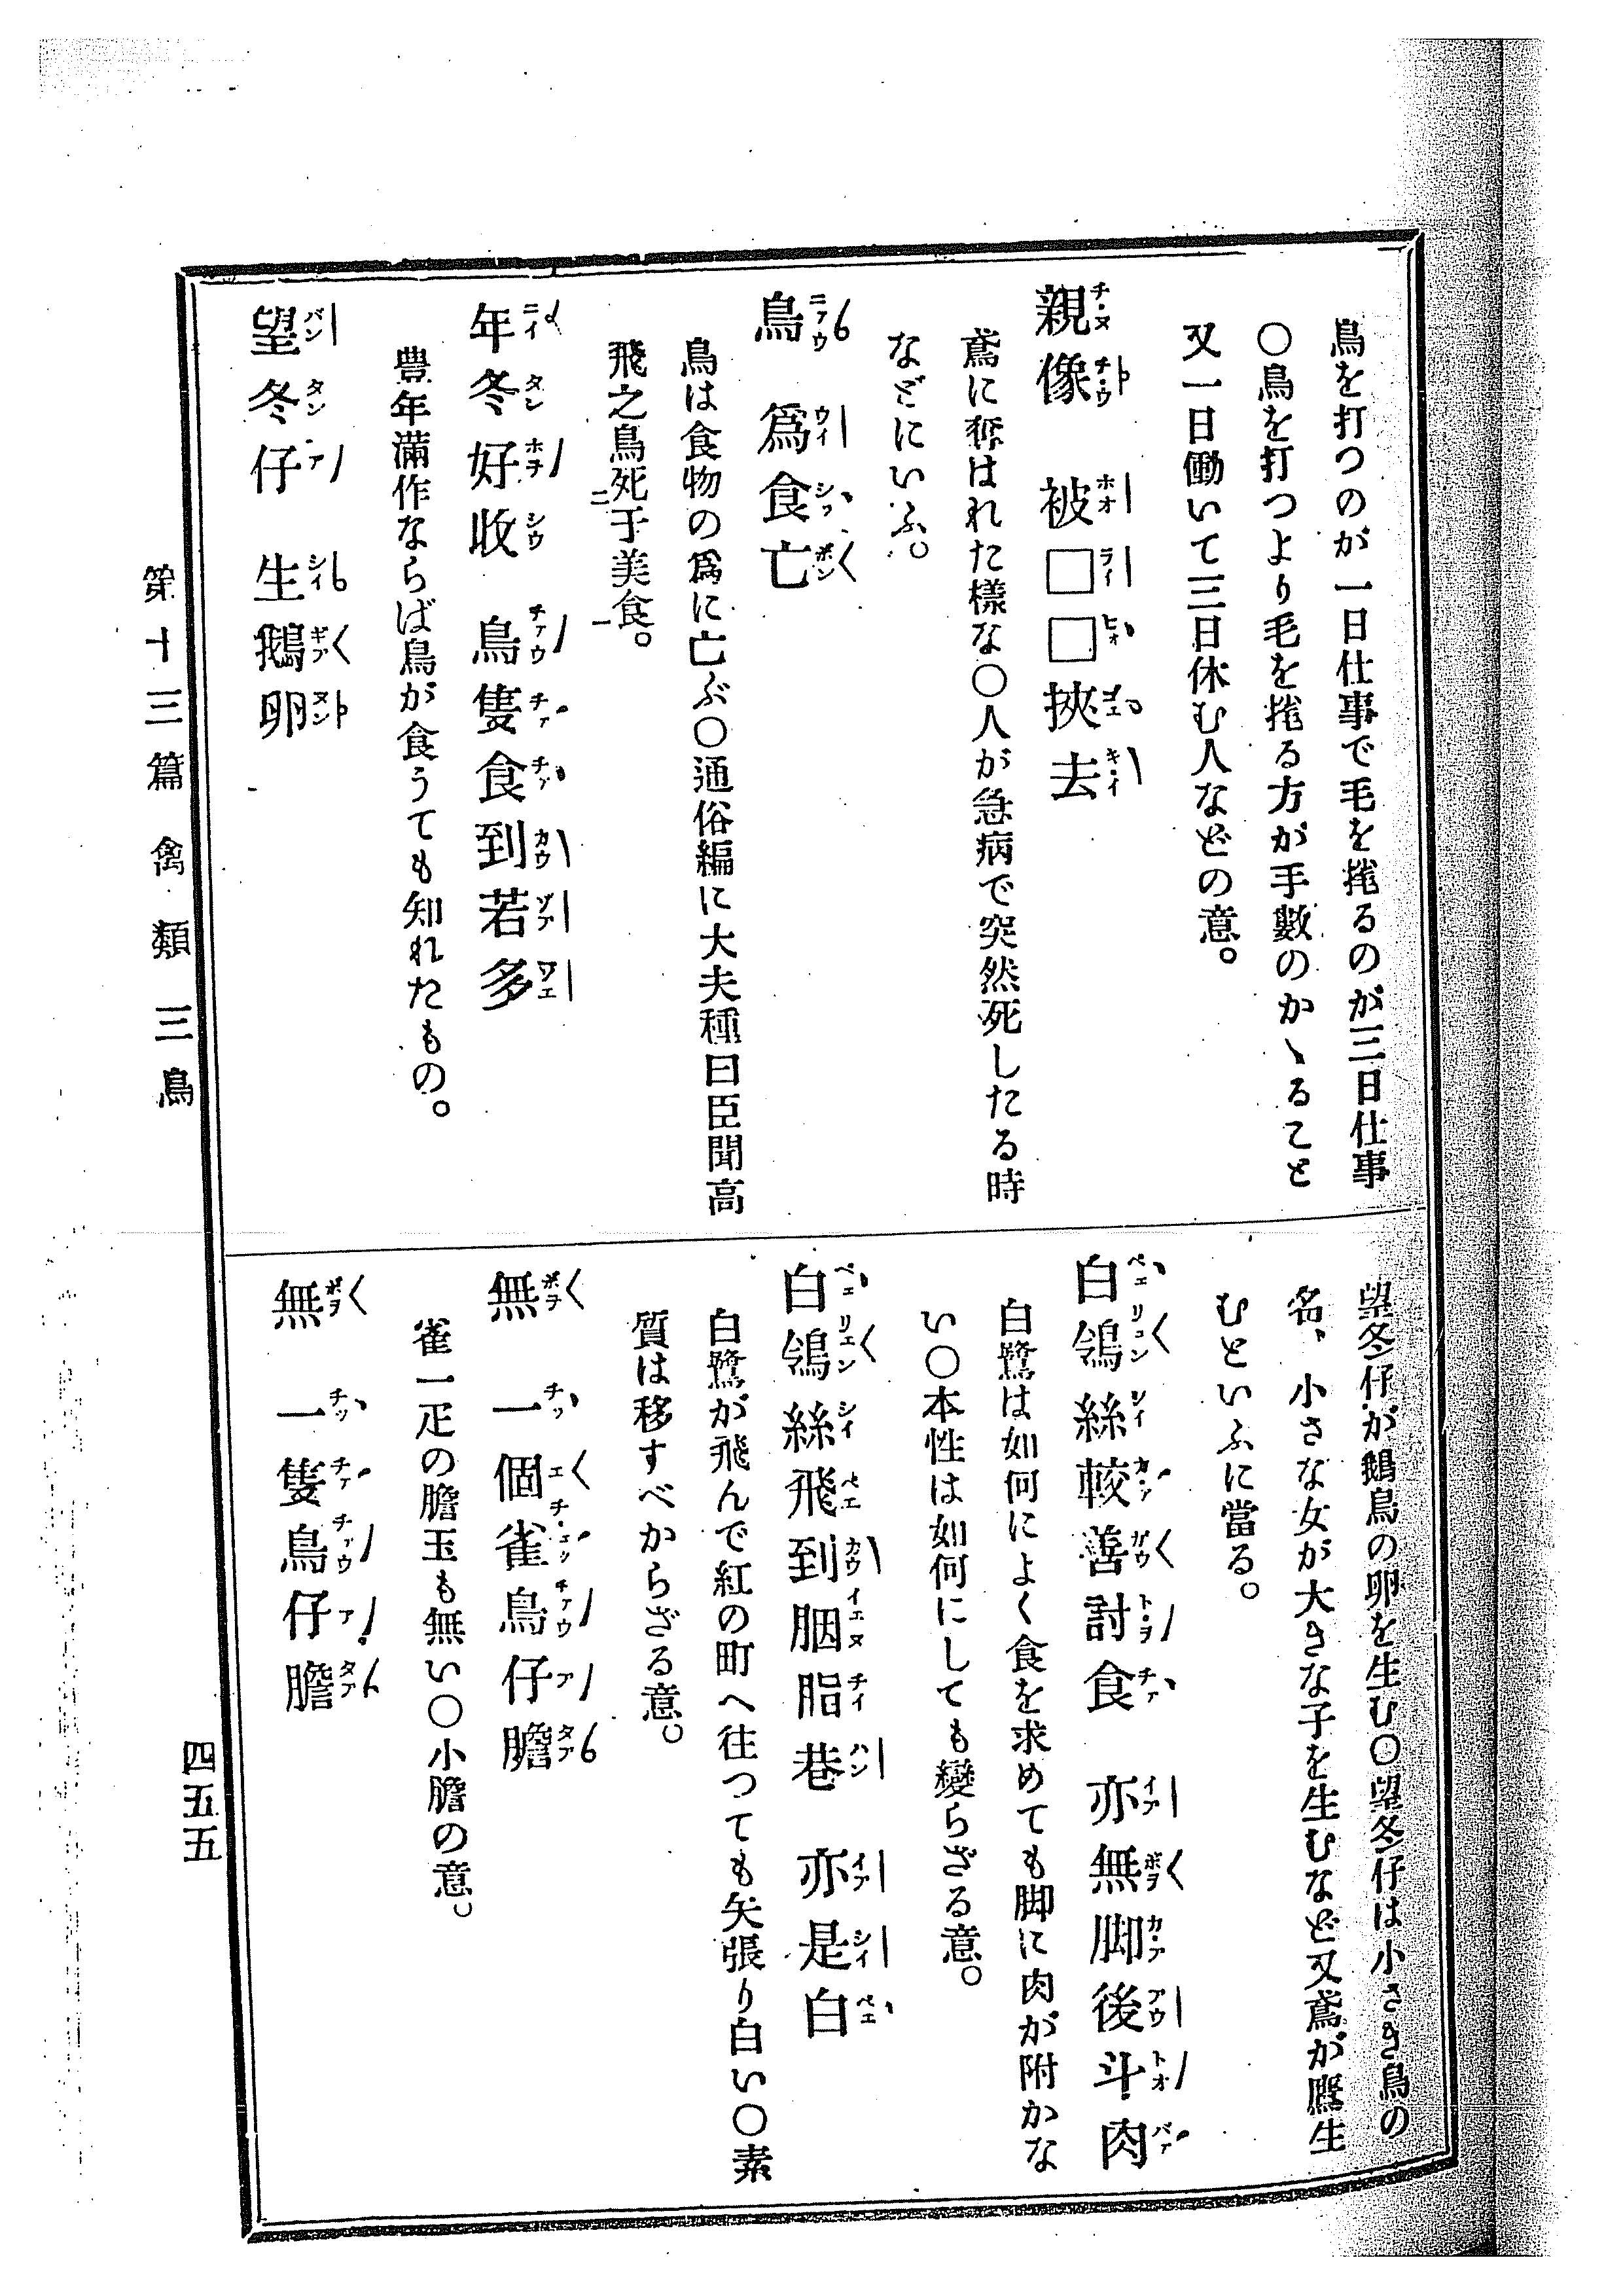 鳥を打つのが一日仕事で毛を挘るのが三日仕事
〇鳥を打つより毛を挘る方が手數のかゝること
又一日働いて三日休む人などの意。
親像　被□□挾去
鳶に奪はれた樣な〇人が急病で突然死したる時
などにいふ。
鳥　爲食亡
鳥は食物の爲に亡ぶ〇通俗編に大夫種曰臣聞高
飛之鳥死二于美食一。
年冬好收　鳥隻食到若多
豊年滿作ならば鳥が食うても知れたもの。
望冬仔　生鵝卵
望冬仔が鵝鳥の卵を生む〇望冬仔は小さき鳥の
名、小さな女が大きな子を生むなど又鳶が鷹生
むといふに當る。
白鴒絲較善討食　亦無脚後斗肉
白鷺は如何によく食を求めても脚に肉が附かな
い〇本性は如何にしても變らざる意。
白鴒絲飛到胭脂巷　亦是白
白鷺が飛んで紅の町へ往つても矢張り白い〇素
質は移すべからざる意。
無　一個雀鳥仔膽
雀一疋の膽玉も無い〇小膽の意。
無　一隻鳥仔膽
第十三篇　禽類　三鳥
四五五